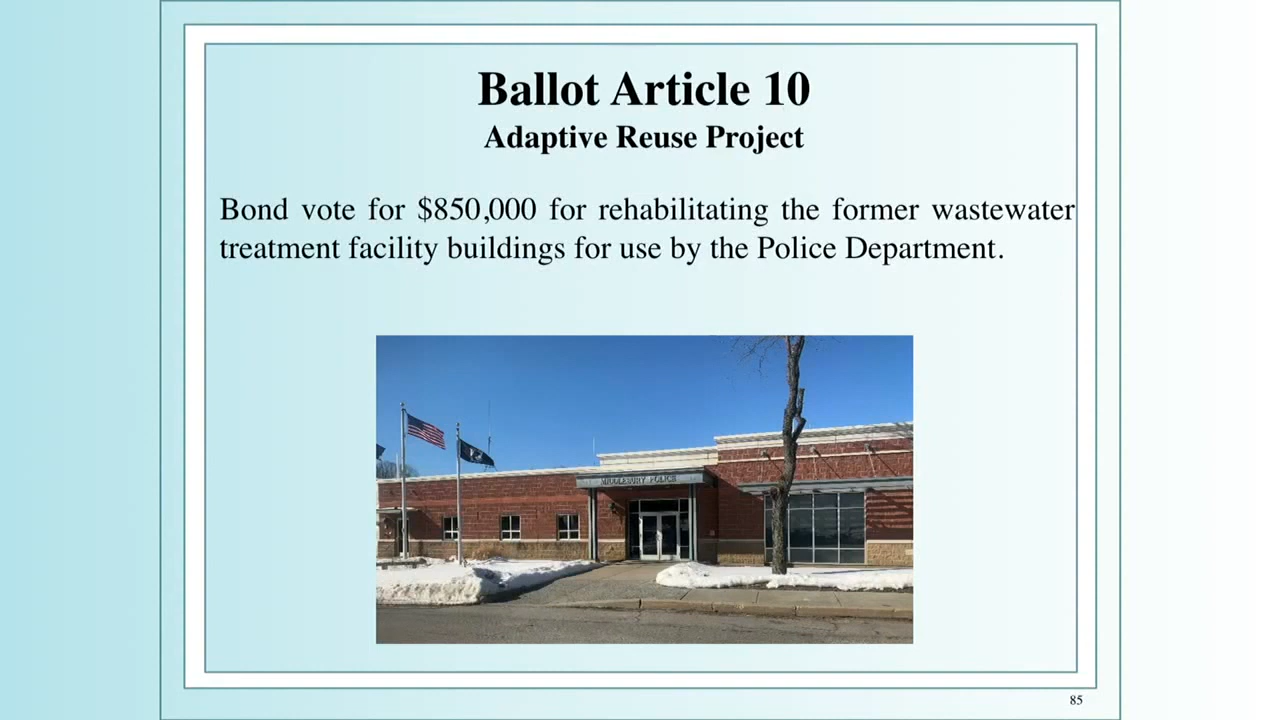 Ballot Article 10
Adaptive Reuse Project
Bond vote for $850,000 for rehabilitating the former wastewater
treatment facility buildings for use by the Police Department.
MIDDLEBURY POLICE
85